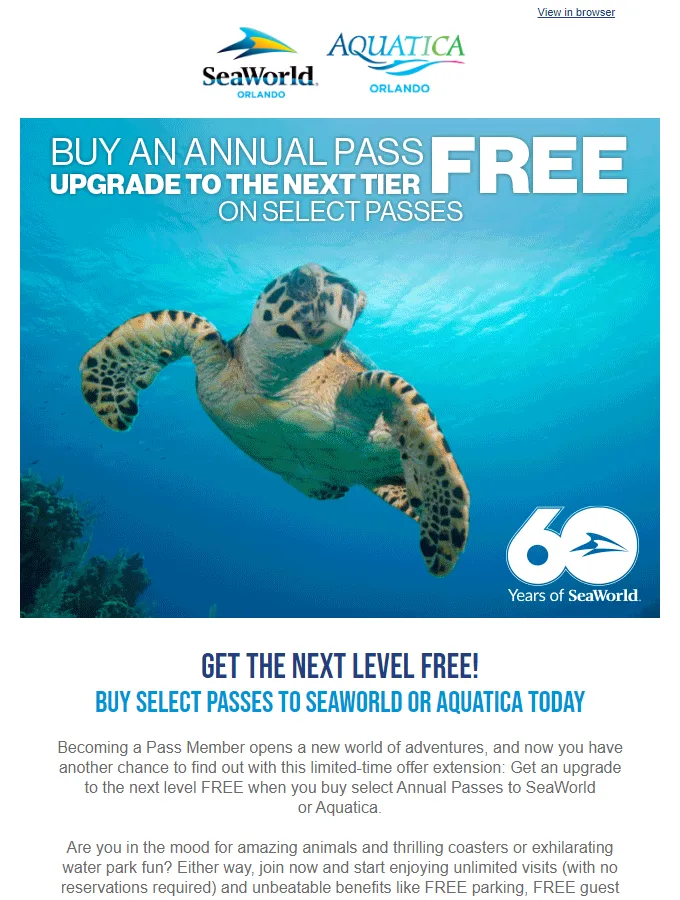 View in browser
SeaWorld®
ORLANDO
AQUATICA
ORLANDO
BUY AN ANNUAL PASS
UPGRADE TO THE NEXT TIER
FREE
ON SELECT PASSES
60
Years of SeaWorld.
GET THE NEXT LEVEL FREE!
BUY SELECT PASSES TO SEAWORLD OR AQUATICA TODAY
Becoming a Pass Member opens a new world of adventures, and now you have
another chance to find out with this limited-time offer extension: Get an upgrade
to the next level FREE when you buy select Annual Passes to SeaWorld
or Aquatica.
Are you in the mood for amazing animals and thrilling coasters or exhilarating
water park fun? Either way, join now and start enjoying unlimited visits (with no
reservations required) and unbeatable benefits like FREE parking, FREE guest